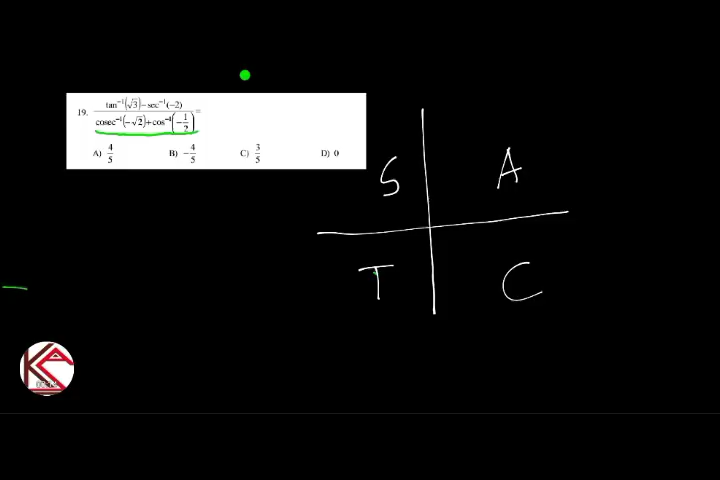 19. (tan⁻¹(√3) − sec⁻¹(−2)) / (cosec⁻¹(−√2) + cos⁻¹(−1/2)) =
A) 4/5 B) −4/5 C) 3/5 D) 0
S A
T C